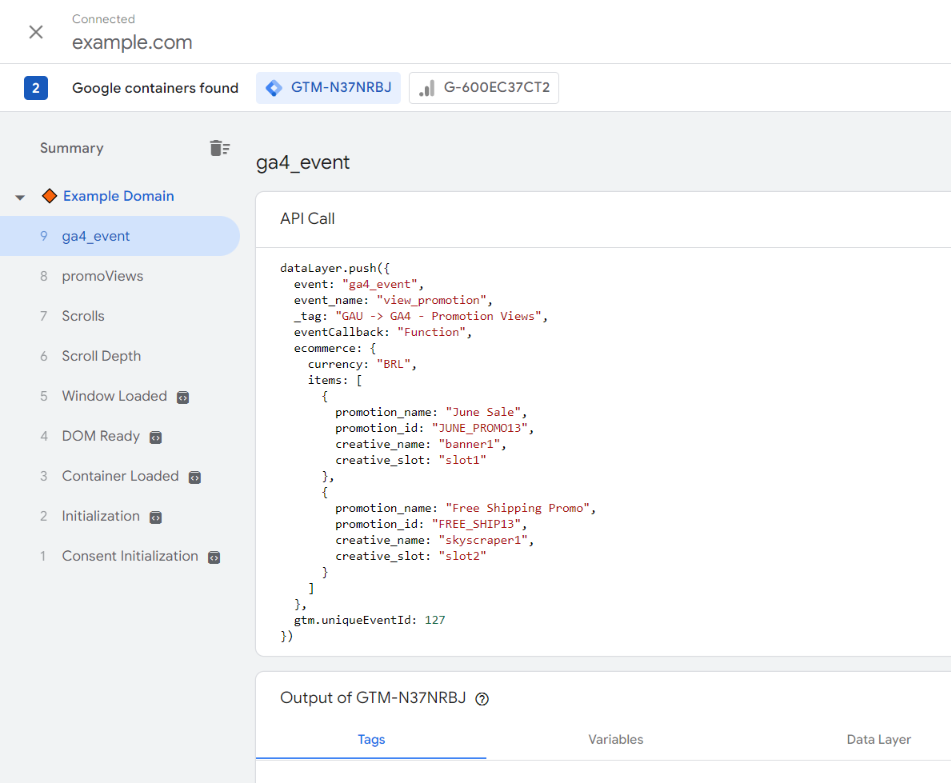 Connected
example.com
2 Google containers found GTM-N37NRBJ G-600EC37CT2
Summary
Example Domain
9 ga4_event
8 promoViews
7 Scrolls
6 Scroll Depth
5 Window Loaded
4 DOM Ready
3 Container Loaded
2 Initialization
1 Consent Initialization
ga4_event
API Call
dataLayer.push({
  event: "ga4_event",
  event_name: "view_promotion",
  _tag: "GAU -> GA4 - Promotion Views",
  eventCallback: "Function",
  ecommerce: {
    currency: "BRL",
    items: [
      {
        promotion_name: "June Sale",
        promotion_id: "JUNE_PROMO13",
        creative_name: "banner1",
        creative_slot: "slot1"
      },
      {
        promotion_name: "Free Shipping Promo",
        promotion_id: "FREE_SHIP13",
        creative_name: "skyscraper1",
        creative_slot: "slot2"
      }
    ]
  },
  gtm.uniqueEventId: 127
})
Output of GTM-N37NRBJ ?
Tags Variables Data Layer